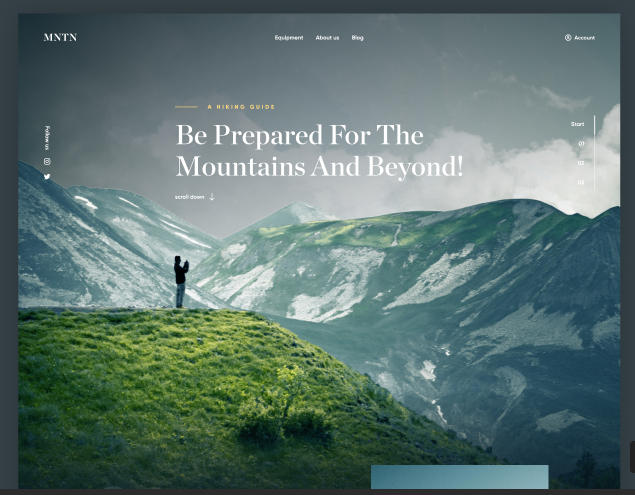 MNTN
Equipment About us Blog
Account
A HIKING GUIDE
Be Prepared For The
Mountains And Beyond!
scroll down
Follow us
Start
01
02
03